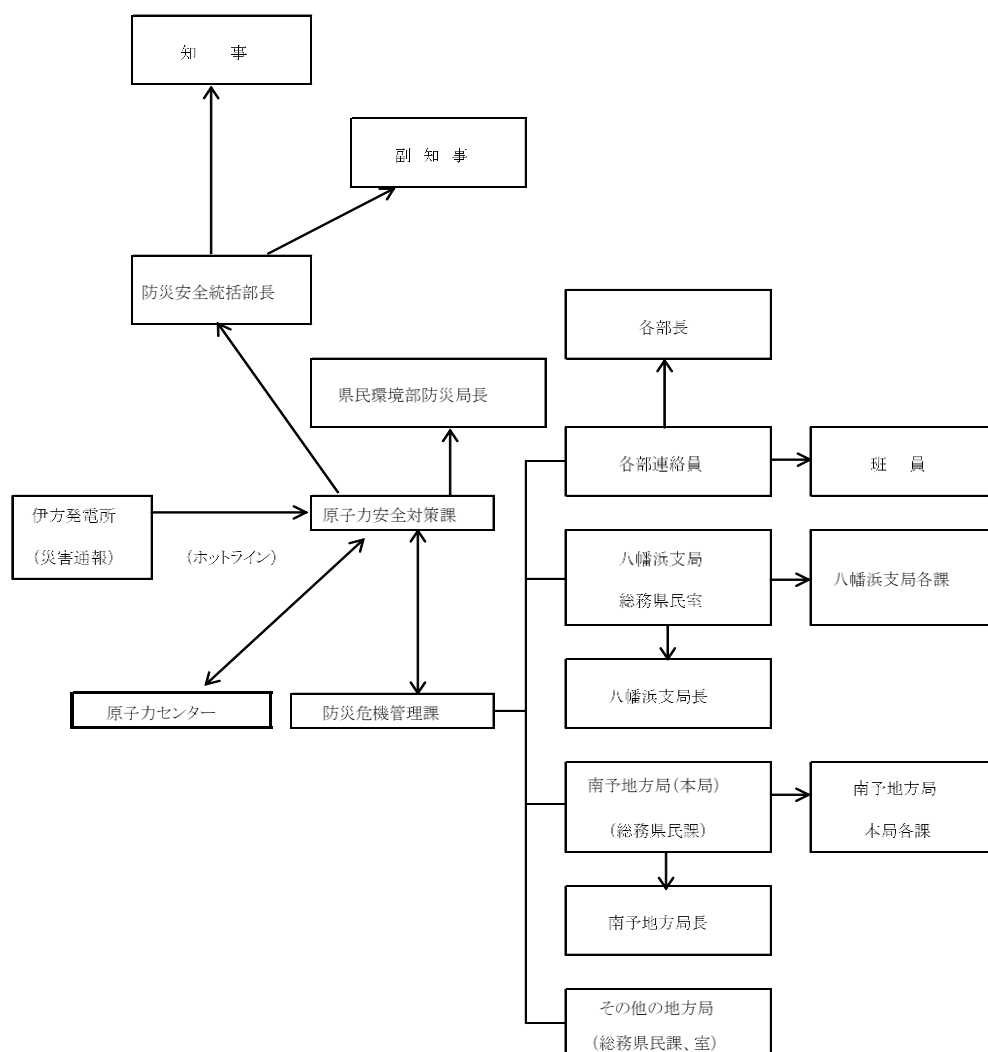 知　事
副 知 事
防災安全統括部長
各部長
県民環境部防災局長
各部連絡員
班　員
伊方発電所
（災害通報）
（ホットライン）
原子力安全対策課
八幡浜支局
総務県民室
八幡浜支局各課
八幡浜支局長
原子力センター
防災危機管理課
南予地方局（本局）
（総務県民課）
南予地方局
本局各課
南予地方局長
その他の地方局
（総務県民課、室）